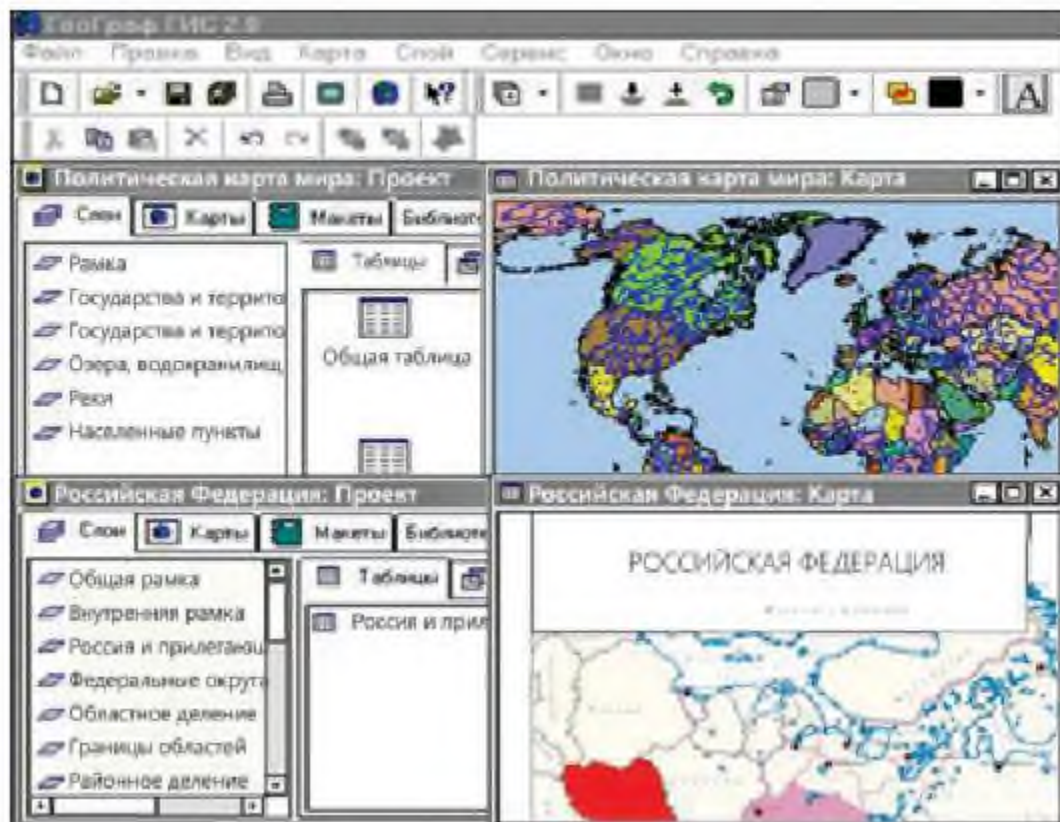 ГеоГраф ГИС 2.0
Файл Правка Вид Карта Слой Сервис Окно Справка
A
Политическая карта мира: Проект
Слои Карты Макеты Библиоте
Рамка
Государства и террито
Государства и террито
Озера, водохранилищ
Реки
Населенные пункты
Таблицы
Общая таблица
Политическая карта мира: Карта
Российская Федерация: Проект
Слои Карты Макеты Библиоте
Общая рамка
Внутренняя рамка
Россия и прилегающ
Федеральные округа
Областное деление
Границы областей
Районное деление
Таблицы
Россия и прил
Российская Федерация: Карта
РОССИЙСКАЯ ФЕДЕРАЦИЯ